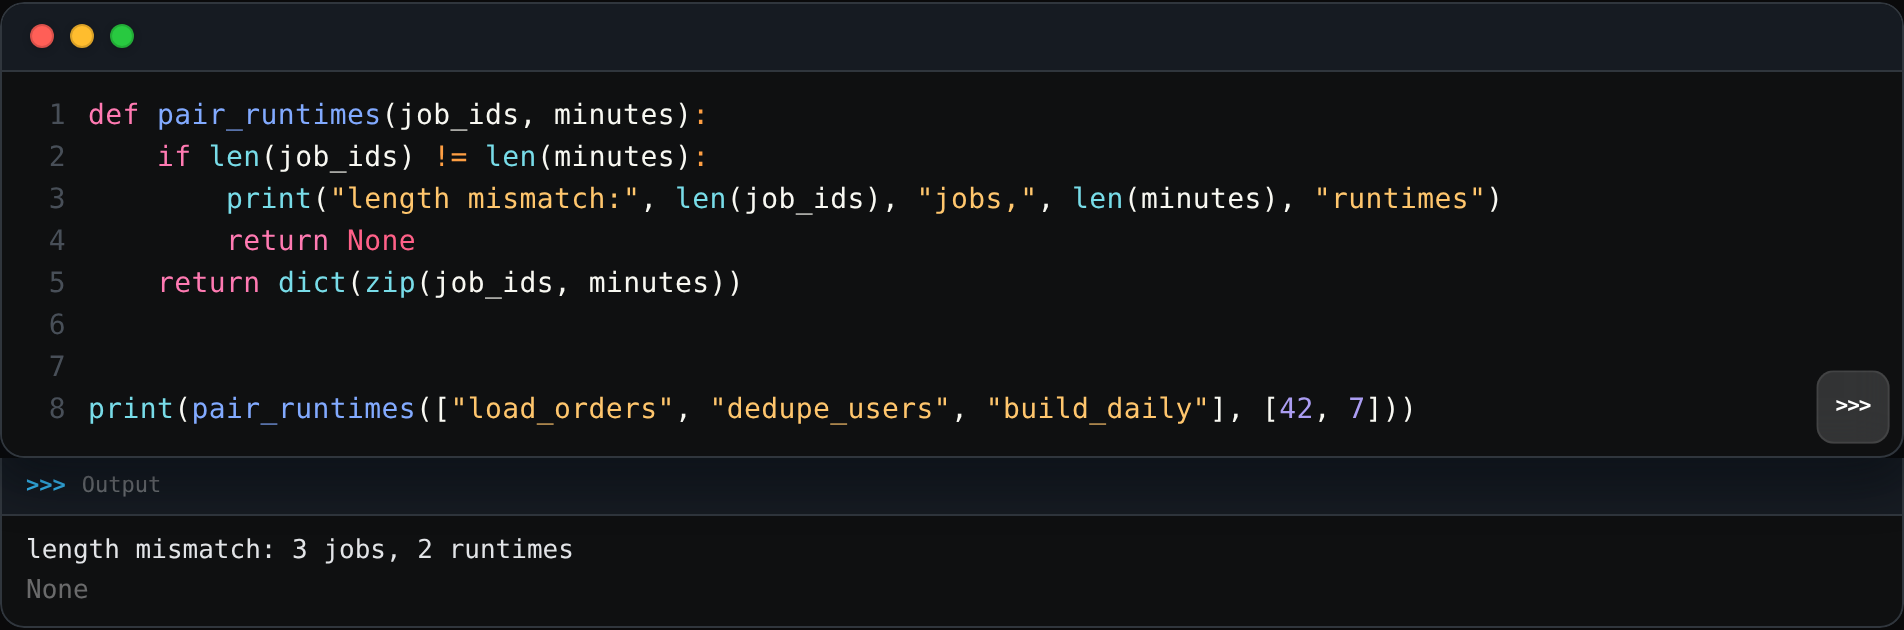 1 def pair_runtimes(job_ids, minutes):
2     if len(job_ids) != len(minutes):
3         print("length mismatch:", len(job_ids), "jobs,", len(minutes), "runtimes")
4         return None
5     return dict(zip(job_ids, minutes))
6
7
8 print(pair_runtimes(["load_orders", "dedupe_users", "build_daily"], [42, 7]))
>>>
>>> Output
length mismatch: 3 jobs, 2 runtimes
None